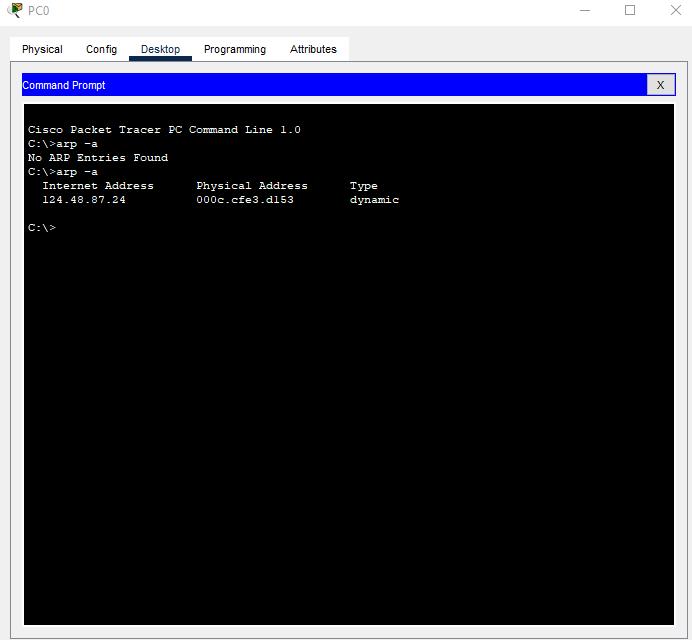 PC0
Physical Config Desktop Programming Attributes
Command Prompt X
Cisco Packet Tracer PC Command Line 1.0
C:\>arp -a
No ARP Entries Found
C:\>arp -a
Internet Address Physical Address Type
124.48.87.24 000c.cfe3.d153 dynamic
C:\>